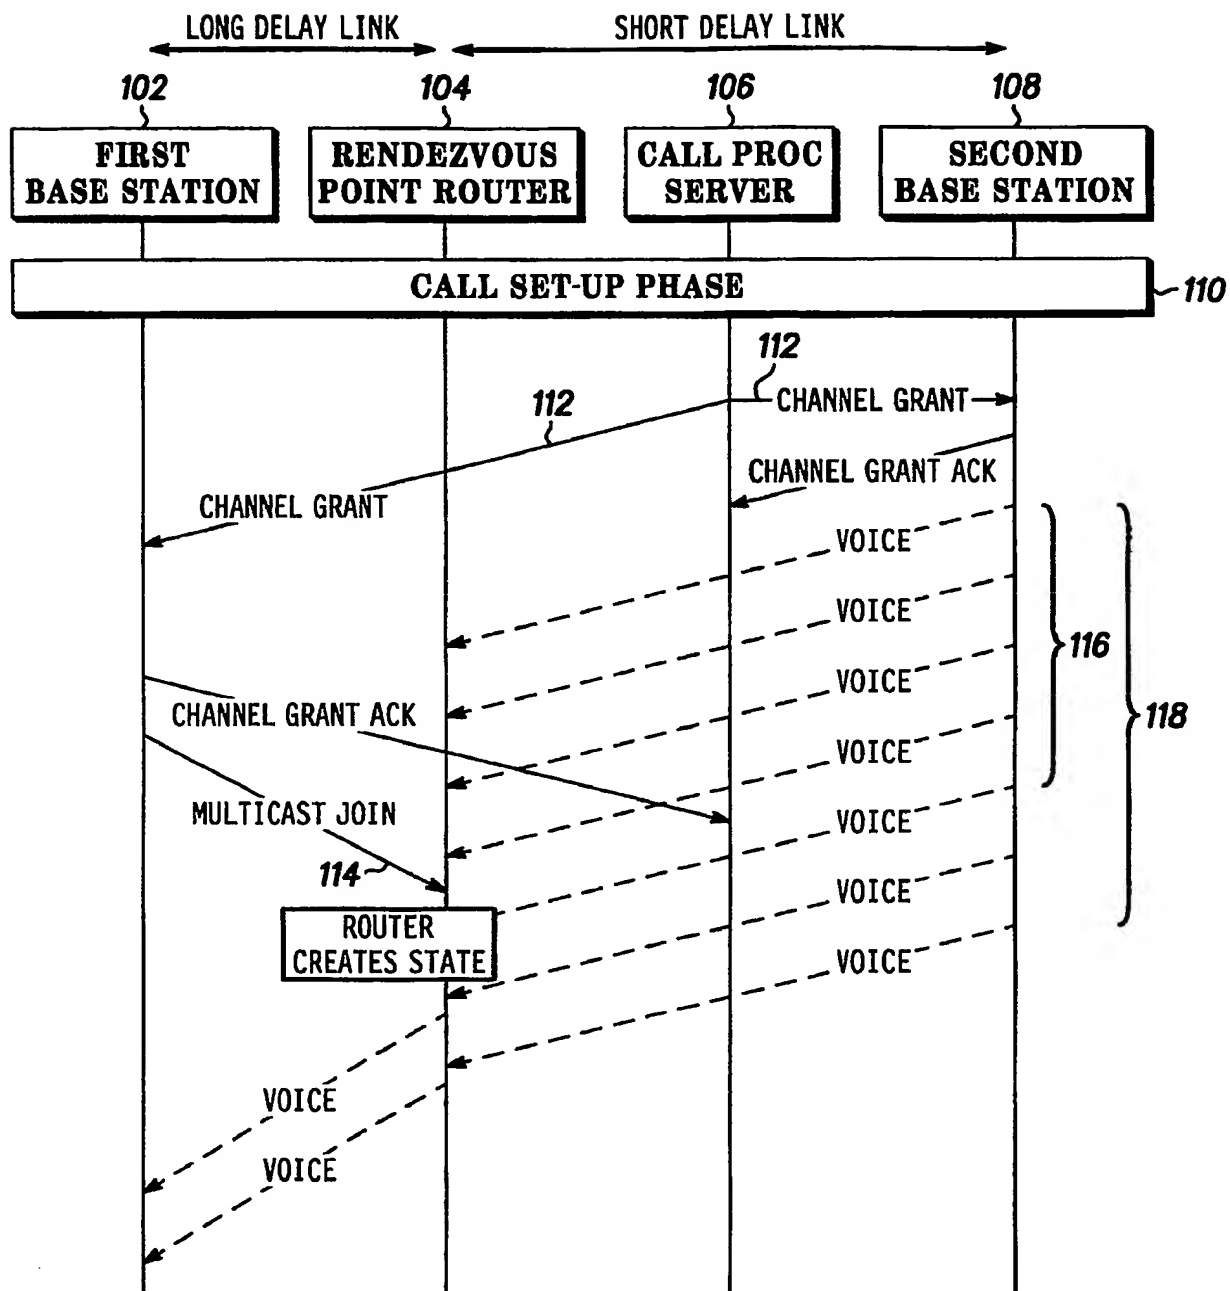 LONG DELAY LINK
SHORT DELAY LINK
102
104
106
108
FIRST
BASE STATION
RENDEZVOUS
POINT ROUTER
CALL PROC
SERVER
SECOND
BASE STATION
CALL SET-UP PHASE
110
112
CHANNEL GRANT
112
CHANNEL GRANT
CHANNEL GRANT ACK
VOICE
VOICE
116
VOICE
CHANNEL GRANT ACK
118
VOICE
MULTICAST JOIN
VOICE
114
VOICE
ROUTER
CREATES STATE
VOICE
VOICE
VOICE